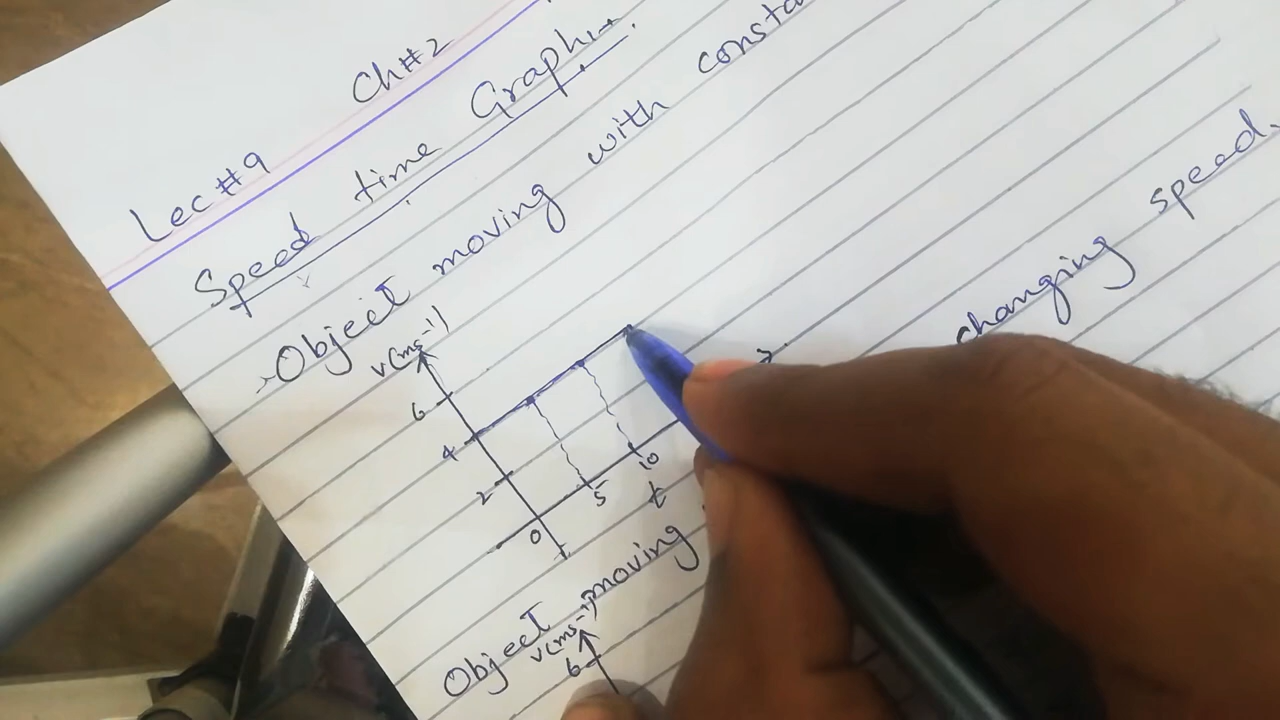 Lec #9 Ch#2
Speed time Graph:-
Object moving with consta
v(ms-1)
6
4
2
0 5 10
t
Object moving changing speed.
v(ms-1)
6